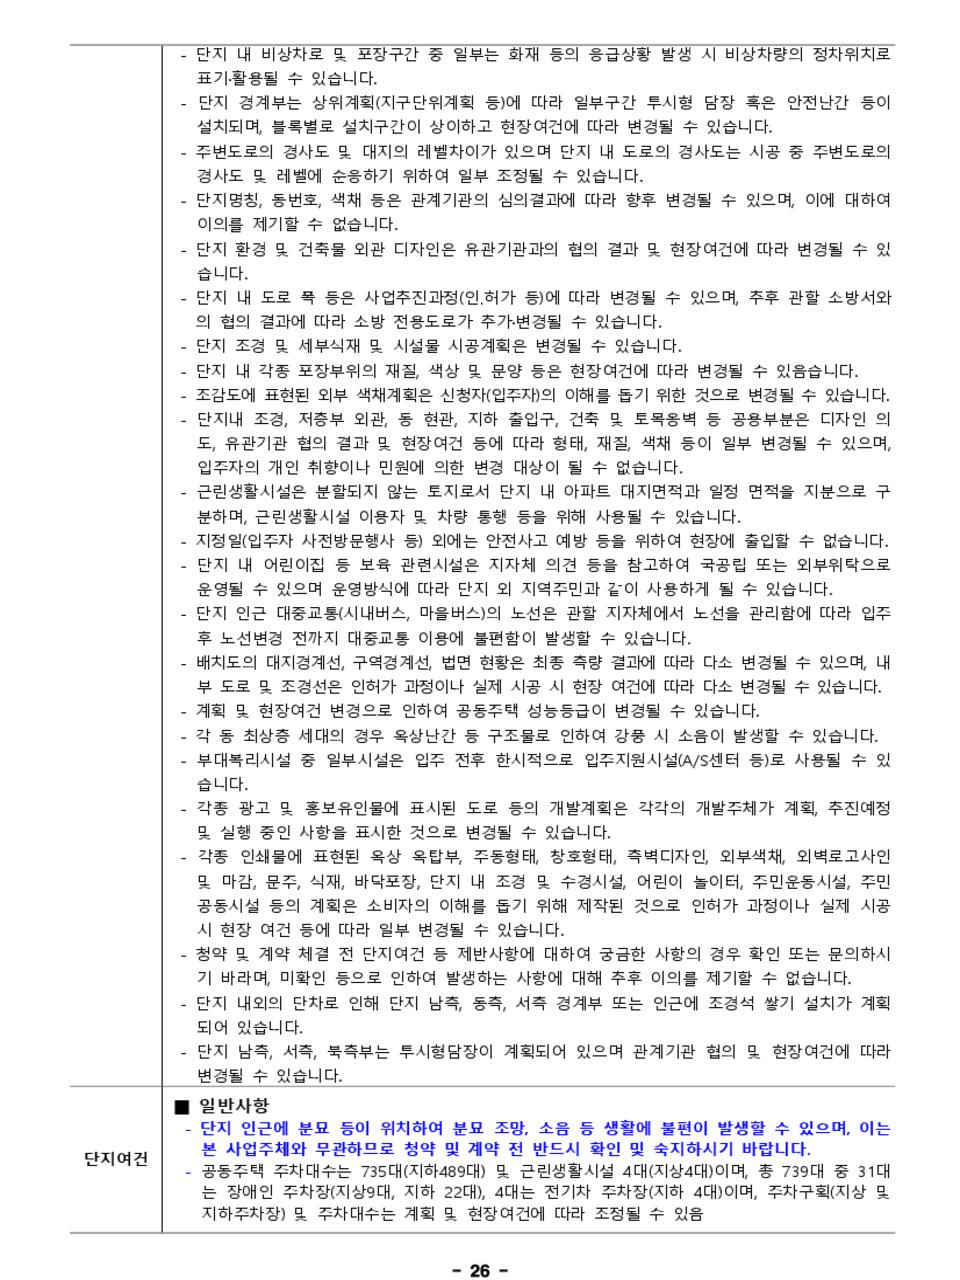 - 단지 내 비상차로 및 포장구간 중 일부는 화재 등의 응급상황 발생 시 비상차량의 정차위치로
표기·활용될 수 있습니다.
- 단지 경계부는 상위계획(지구단위계획 등)에 따라 일부구간 투시형 담장 혹은 안전난간 등이
설치되며, 블록별로 설치구간이 상이하고 현장여건에 따라 변경될 수 있습니다.
- 주변도로의 경사도 및 대지의 레벨차이가 있으며 단지 내 도로의 경사도는 시공 중 주변도로의
경사도 및 레벨에 순응하기 위하여 일부 조정될 수 있습니다.
- 단지명칭, 동번호, 색채 등은 관계기관의 심의결과에 따라 향후 변경될 수 있으며, 이에 대하여
이의를 제기할 수 없습니다.
- 단지 환경 및 건축물 외관 디자인은 유관기관과의 협의 결과 및 현장여건에 따라 변경될 수 있
습니다.
- 단지 내 도로 폭 등은 사업추진과정(인.허가 등)에 따라 변경될 수 있으며, 추후 관할 소방서와
의 협의 결과에 따라 소방 전용도로가 추가·변경될 수 있습니다.
- 단지 조경 및 세부식재 및 시설물 시공계획은 변경될 수 있습니다.
- 단지 내 각종 포장부위의 재질, 색상 및 문양 등은 현장여건에 따라 변경될 수 있음습니다.
- 조감도에 표현된 외부 색채계획은 신청자(입주자)의 이해를 돕기 위한 것으로 변경될 수 있습니다.
- 단지내 조경, 저층부 외관, 동 현관, 지하 출입구, 건축 및 토목옹벽 등 공용부분은 디자인 의
도, 유관기관 협의 결과 및 현장여건 등에 따라 형태, 재질, 색채 등이 일부 변경될 수 있으며,
입주자의 개인 취향이나 민원에 의한 변경 대상이 될 수 없습니다.
- 근린생활시설은 분할되지 않는 토지로서 단지 내 아파트 대지면적과 일정 면적을 지분으로 구
분하며, 근린생활시설 이용자 및 차량 통행 등을 위해 사용될 수 있습니다.
- 지정일(입주자 사전방문행사 등) 외에는 안전사고 예방 등을 위하여 현장에 출입할 수 없습니다.
- 단지 내 어린이집 등 보육 관련시설은 지자체 의견 등을 참고하여 국공립 또는 외부위탁으로
운영될 수 있으며 운영방식에 따라 단지 외 지역주민과 같이 사용하게 될 수 있습니다.
- 단지 인근 대중교통(시내버스, 마을버스)의 노선은 관할 지자체에서 노선을 관리함에 따라 입주
후 노선변경 전까지 대중교통 이용에 불편함이 발생할 수 있습니다.
- 배치도의 대지경계선, 구역경계선, 법면 현황은 최종 측량 결과에 따라 다소 변경될 수 있으며, 내
부 도로 및 조경선은 인허가 과정이나 실제 시공 시 현장 여건에 따라 다소 변경될 수 있습니다.
- 계획 및 현장여건 변경으로 인하여 공동주택 성능등급이 변경될 수 있습니다.
- 각 동 최상층 세대의 경우 옥상난간 등 구조물로 인하여 강풍 시 소음이 발생할 수 있습니다.
- 부대복리시설 중 일부시설은 입주 전후 한시적으로 입주지원시설(A/S센터 등)로 사용될 수 있
습니다.
- 각종 광고 및 홍보유인물에 표시된 도로 등의 개발계획은 각각의 개발주체가 계획, 추진예정
및 실행 중인 사항을 표시한 것으로 변경될 수 있습니다.
- 각종 인쇄물에 표현된 옥상 옥탑부, 주동형태, 창호형태, 측벽디자인, 외부색채, 외벽로고사인
및 마감, 문주, 식재, 바닥포장, 단지 내 조경 및 수경시설, 어린이 놀이터, 주민운동시설, 주민
공동시설 등의 계획은 소비자의 이해를 돕기 위해 제작된 것으로 인허가 과정이나 실제 시공
시 현장 여건 등에 따라 일부 변경될 수 있습니다.
- 청약 및 계약 체결 전 단지여건 등 제반사항에 대하여 궁금한 사항의 경우 확인 또는 문의하시
기 바라며, 미확인 등으로 인하여 발생하는 사항에 대해 추후 이의를 제기할 수 없습니다.
- 단지 내외의 단차로 인해 단지 남측, 동측, 서측 경계부 또는 인근에 조경석 쌓기 설치가 계획
되어 있습니다.
- 단지 남측, 서측, 북측부는 투시형담장이 계획되어 있으며 관계기관 협의 및 현장여건에 따라
변경될 수 있습니다.
단지여건
■ 일반사항
- 단지 인근에 분묘 등이 위치하여 분묘 조망, 소음 등 생활에 불편이 발생할 수 있으며, 이는
본 사업주체와 무관하므로 청약 및 계약 전 반드시 확인 및 숙지하시기 바랍니다.
- 공동주택 주차대수는 735대(지하489대) 및 근린생활시설 4대(지상4대)이며, 총 739대 중 31대
는 장애인 주차장(지상9대, 지하 22대), 4대는 전기차 주차장(지하 4대)이며, 주차구획(지상 및
지하주차장) 및 주차대수는 계획 및 현장여건에 따라 조정될 수 있음
- 26 -